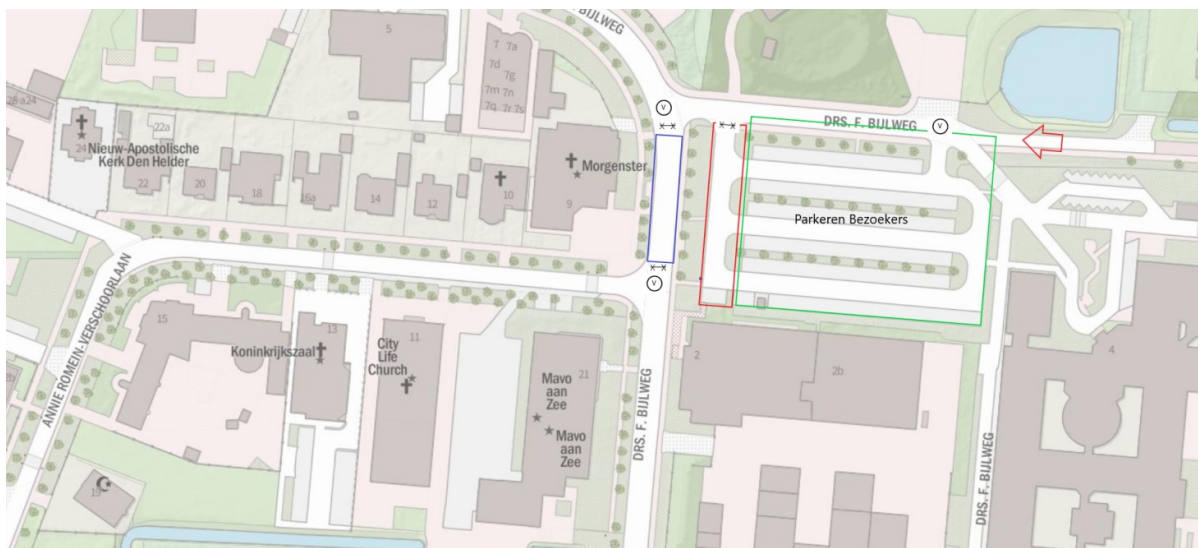 DRS. F. BIJLWEG
5
7 7a
7d
7g
7m 7n
7q 7r 7s
V
DRS. F. BIJLWEG
V
22a
24
Nieuw-Apostolische
Kerk Den Helder
22
20
18
16a
14
12
10
Morgenster
9
Parkeren Bezoekers
V
ANNIE ROMEIN-VERSCHOORLAAN
15
13
Koninkrijkszaal
11
City
Life
Church
21
Mavo
aan
Zee
Mavo
aan
Zee
DRS. F. BIJLWEG
2
2b
4
DRS. F. BIJLWEG
19